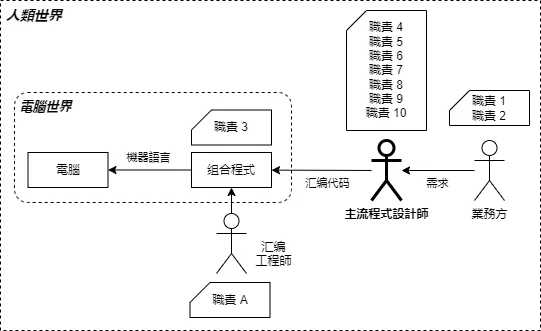 人類世界
職責 4
職責 5
職責 6
職責 7
職責 8
職責 9
職責 10
職責 1
職責 2
電腦世界
職責 3
電腦
機器語言
组合程式
汇编代码
需求
主流程式設計師
業務方
汇编
工程師
職責 A